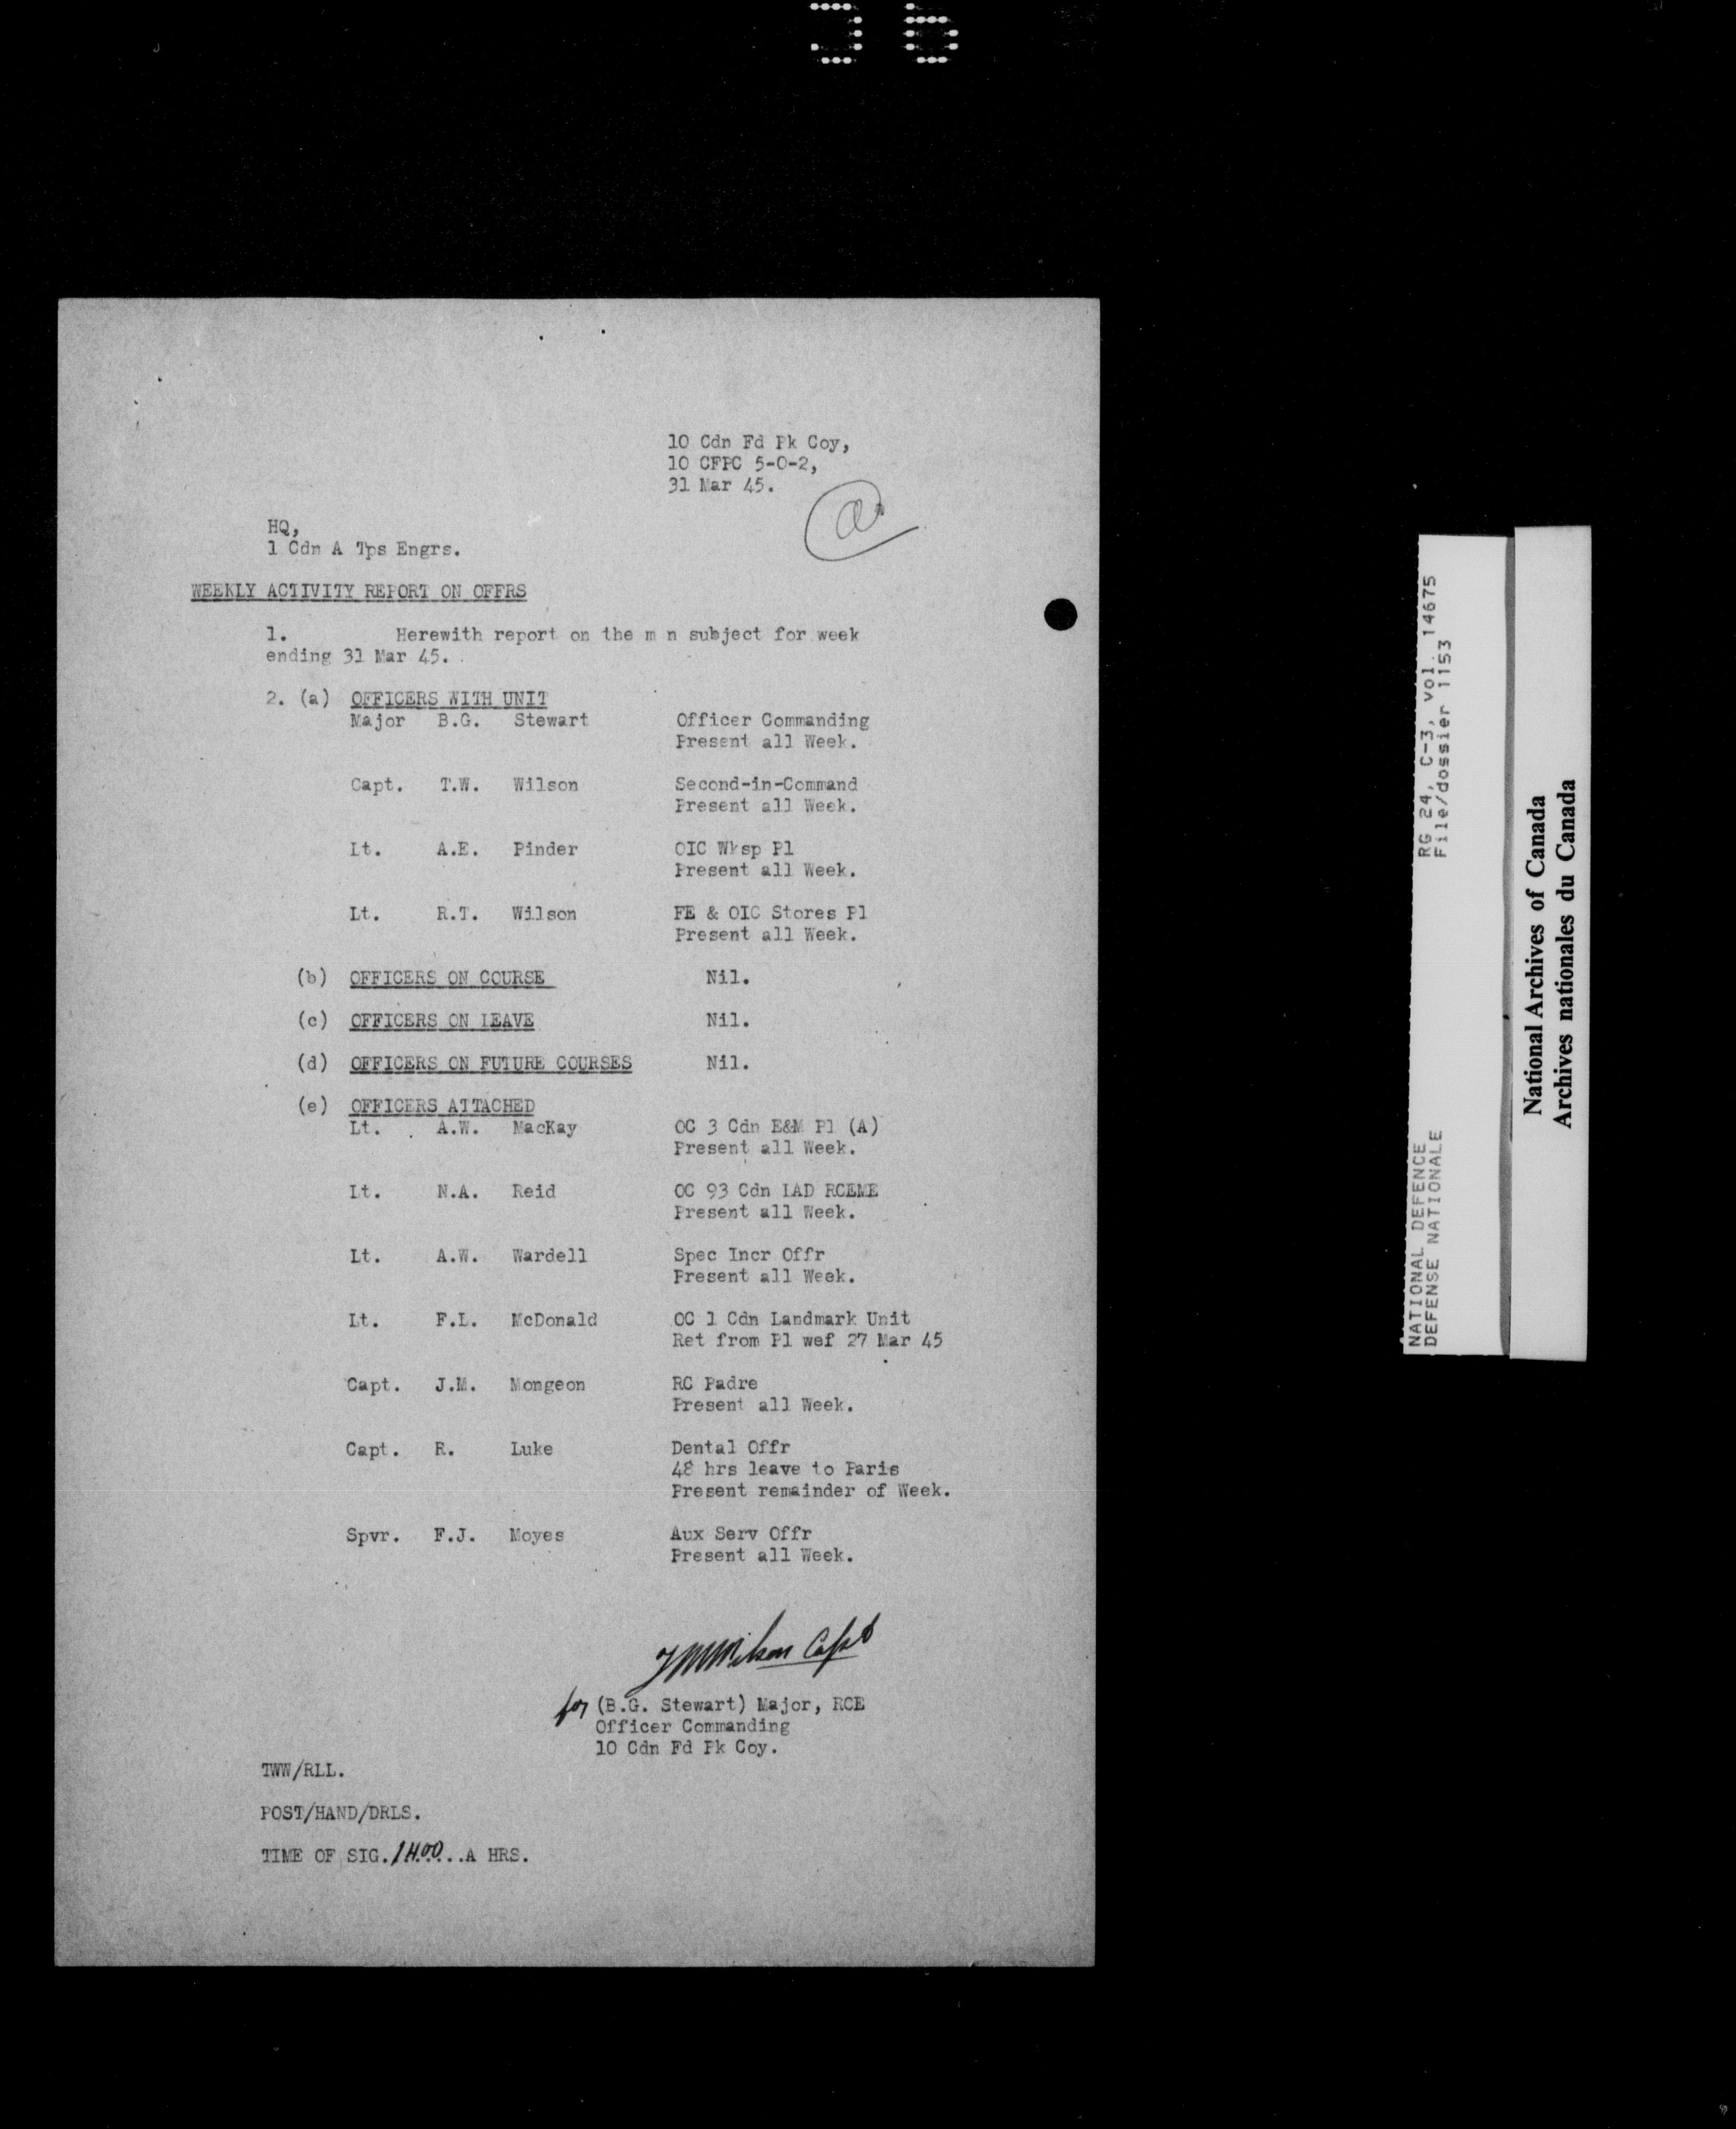 10 Cdn Fd Pk Coy,
10 CFPC 5-0-2,
31 Mar 45.
HQ,
1 Cdn A Tps Engrs.
WEEKLY ACTIVITY REPORT ON OFFRS
1. Herewith report on the m n subject for week
ending 31 Mar 45.
2. (a) OFFICERS WITH UNIT
Major B.G. Stewart Officer Commanding
Present all Week.
Capt. T.W. Wilson Second-in-Command
Present all Week.
Lt. A.E. Pinder OIC Wksp Pl
Present all Week.
Lt. R.T. Wilson FE & OIC Stores Pl
Present all Week.
(b) OFFICERS ON COURSE Nil.
(c) OFFICERS ON LEAVE Nil.
(d) OFFICERS ON FUTURE COURSES Nil.
(e) OFFICERS ATTACHED
Lt. A.W. MacKay OC 3 Cdn E&M Pl (A)
Present all Week.
Lt. N.A. Reid OC 93 Cdn LAD RCEME
Present all Week.
Lt. A.W. Wardell Spec Incr Offr
Present all Week.
Lt. F.L. McDonald OC 1 Cdn Landmark Unit
Ret from Pl wef 27 Mar 45
Capt. J.M. Mongeon RC Padre
Present all Week.
Capt. R. Luke Dental Offr
48 hrs leave to Paris
Present remainder of Week.
Spvr. F.J. Moyes Aux Serv Offr
Present all Week.
TWWilson Capt
for (B.G. Stewart) Major, RCE
Officer Commanding
10 Cdn Fd Pk Coy.
TWW/RLL.
POST/HAND/DRLS.
TIME OF SIG.1400...A HRS.
NATIONAL DEFENCE RG 24, C-3, vol. 14675
DEFENSE NATIONALE File/dossier 1153
National Archives of Canada
Archives nationales du Canada